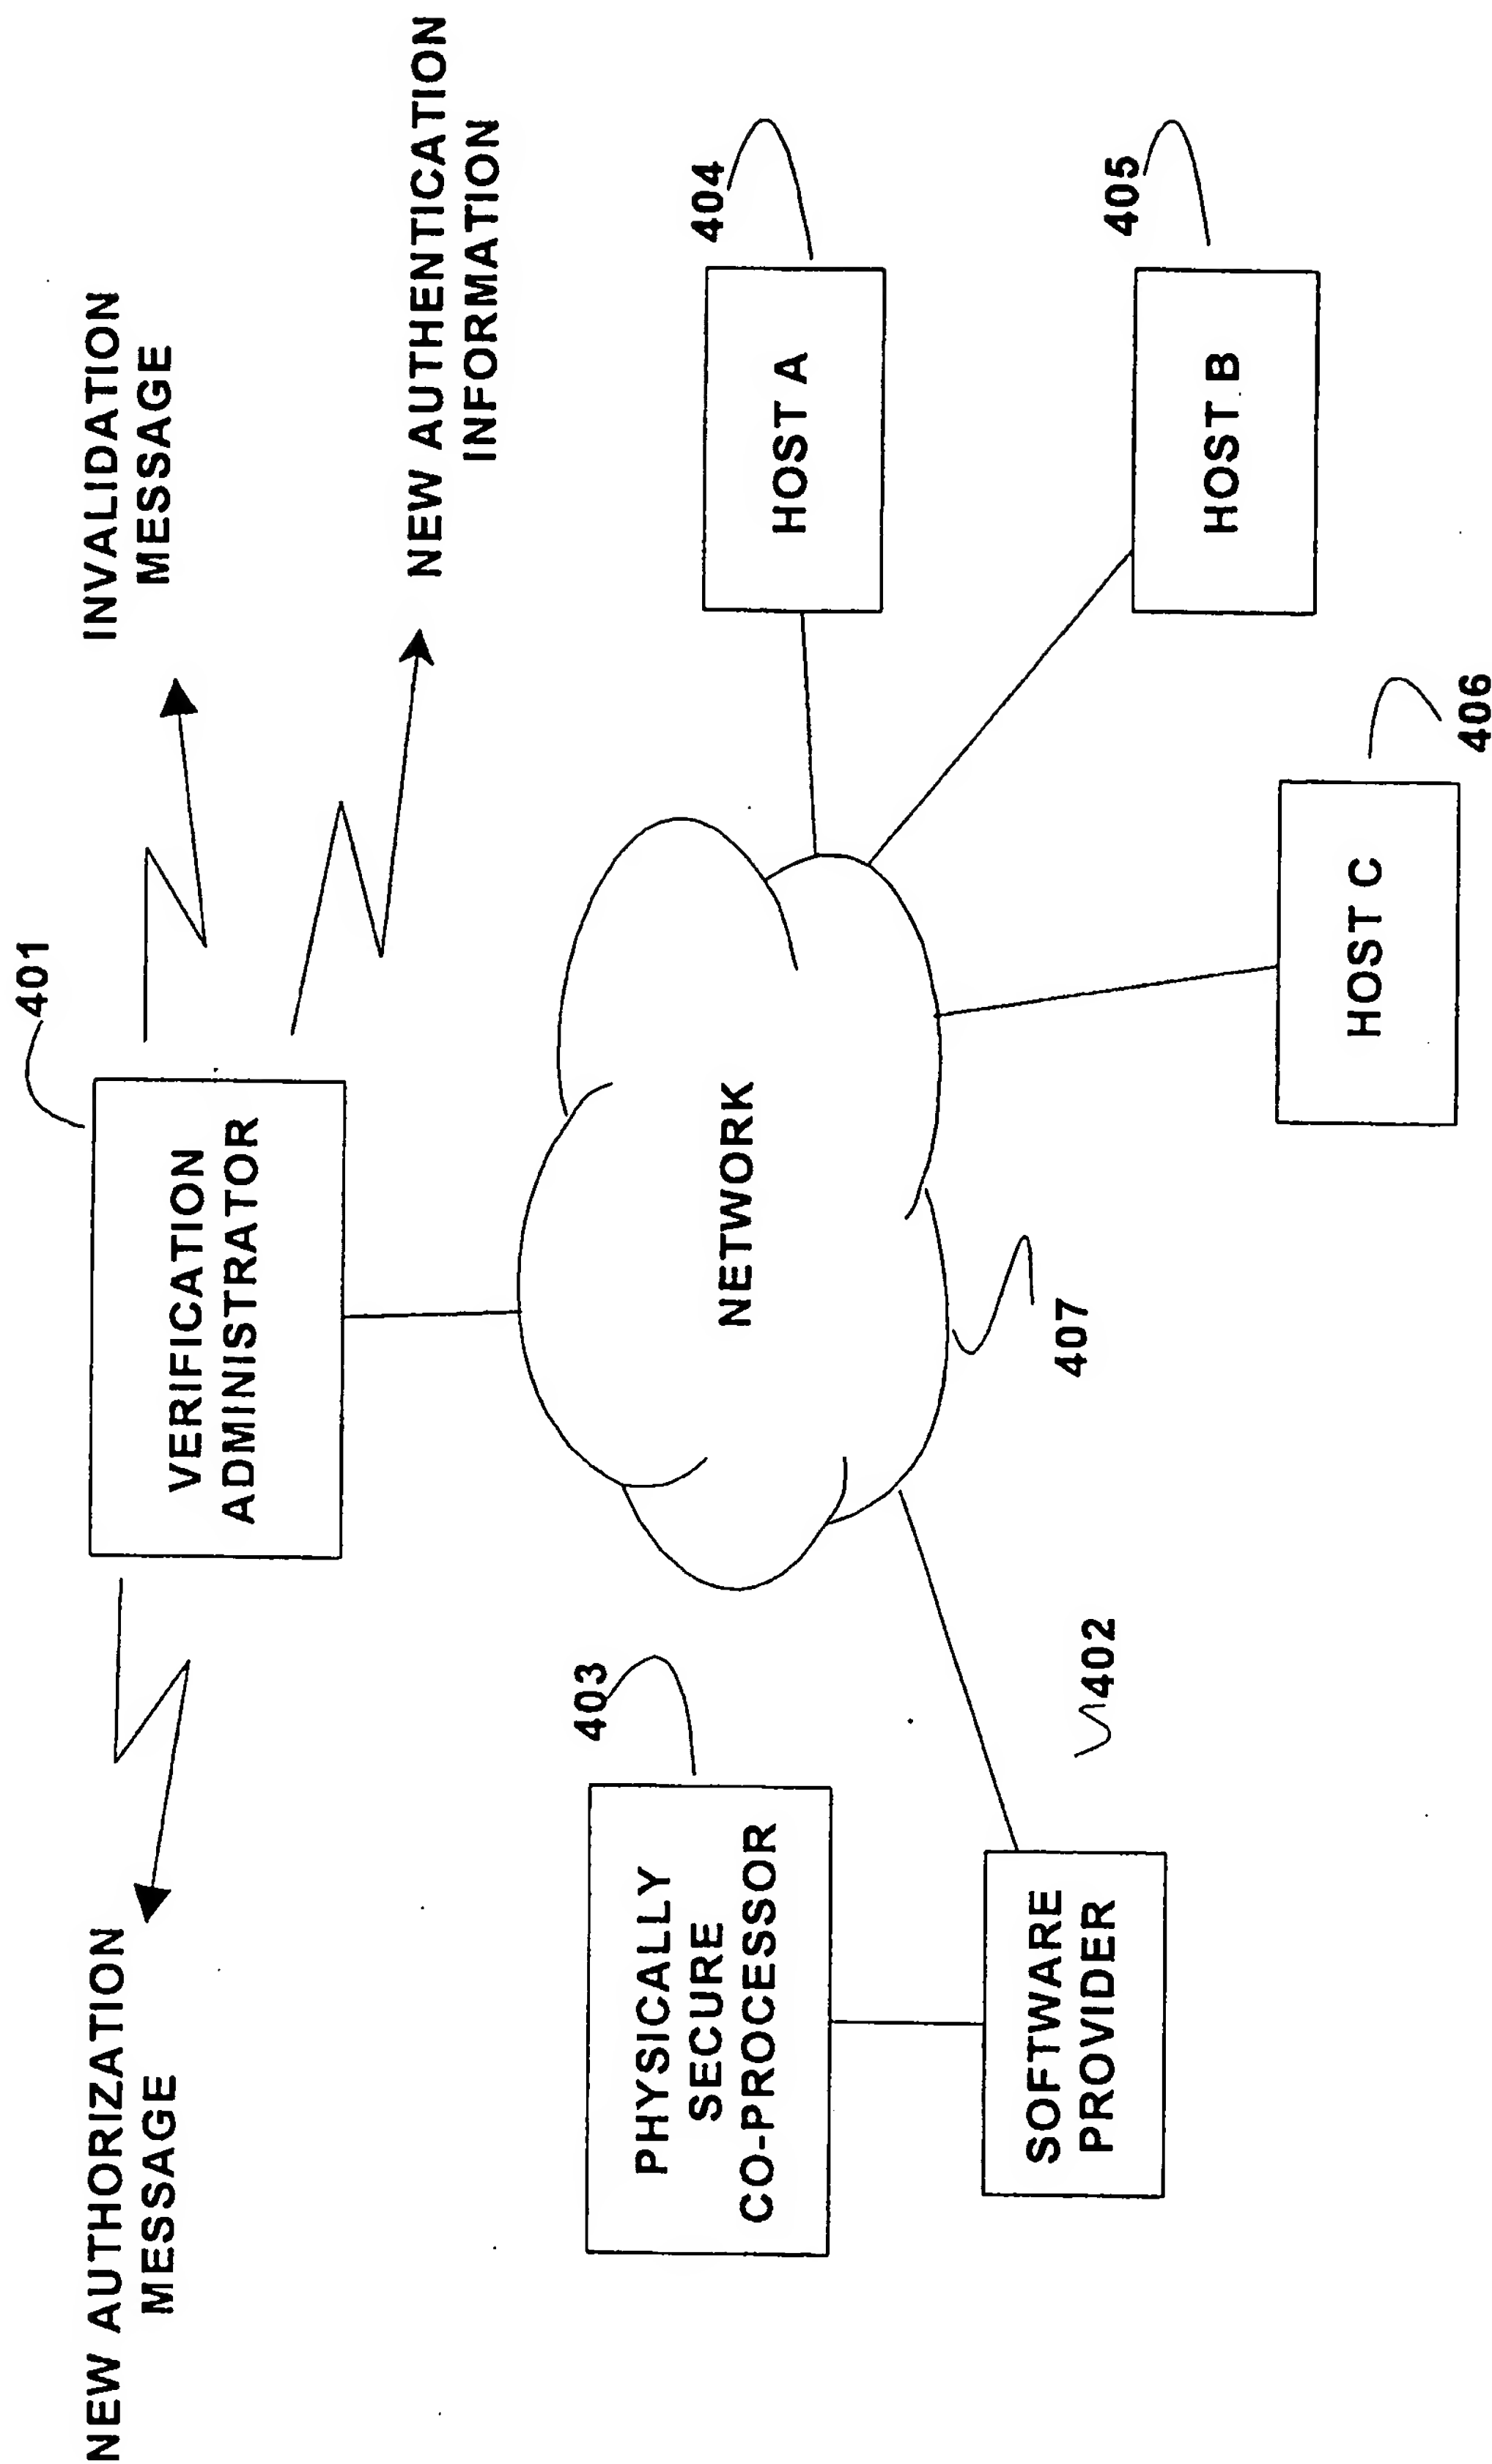 NEW AUTHORIZATION
MESSAGE
401
VERIFICATION
ADMINISTRATOR
INVALIDATION
MESSAGE
NEW AUTHENTICATION
INFORMATION
403
PHYSICALLY
SECURE
CO-PROCESSOR
NETWORK
404
HOST A
402
SOFTWARE
PROVIDER
407
405
HOST B
HOST C
406